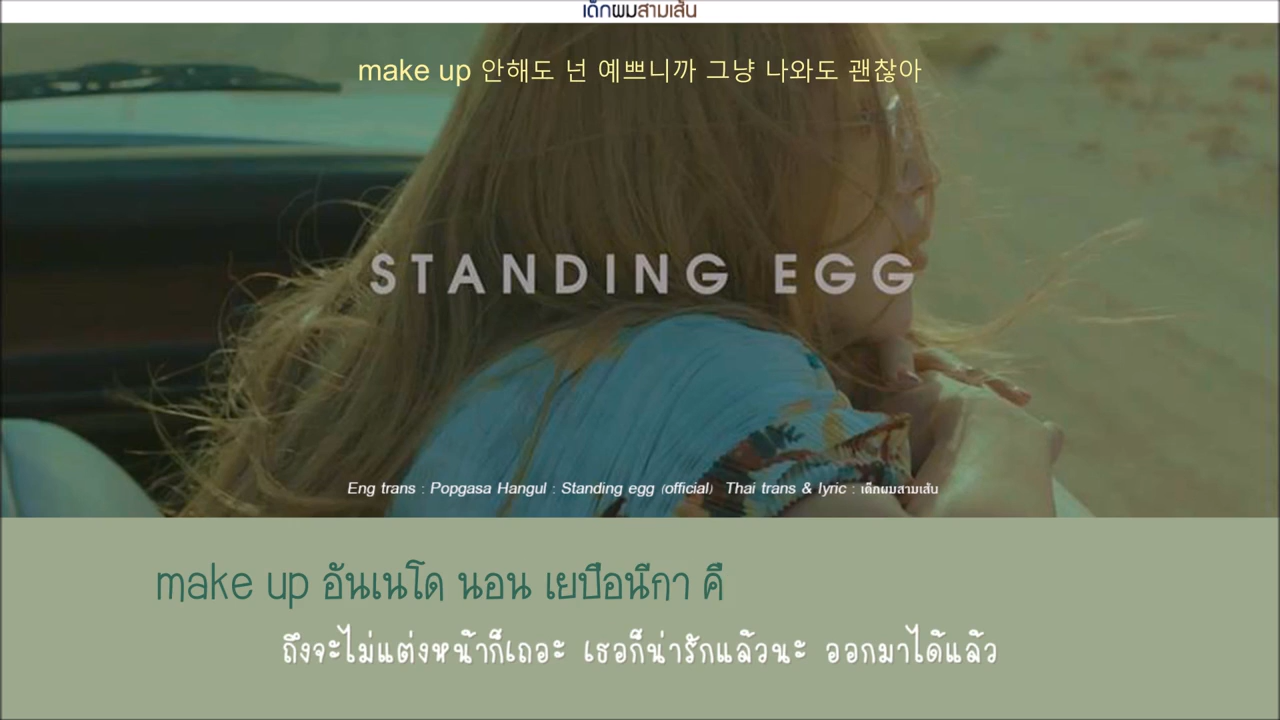 เด็กผมสามเส้น
make up 안해도 넌 예쁘니까 그냥 나와도 괜찮아
STANDING EGG
Eng trans : Popgasa Hangul : Standing egg (official) Thai trans & lyric : เด็กผมสามเส้น
make up อันเนโด นอน เยปือนีกา คื
ถึงจะไม่แต่งหน้าก็เถอะ เธอก็น่ารักแล้วนะ ออกมาได้แล้ว